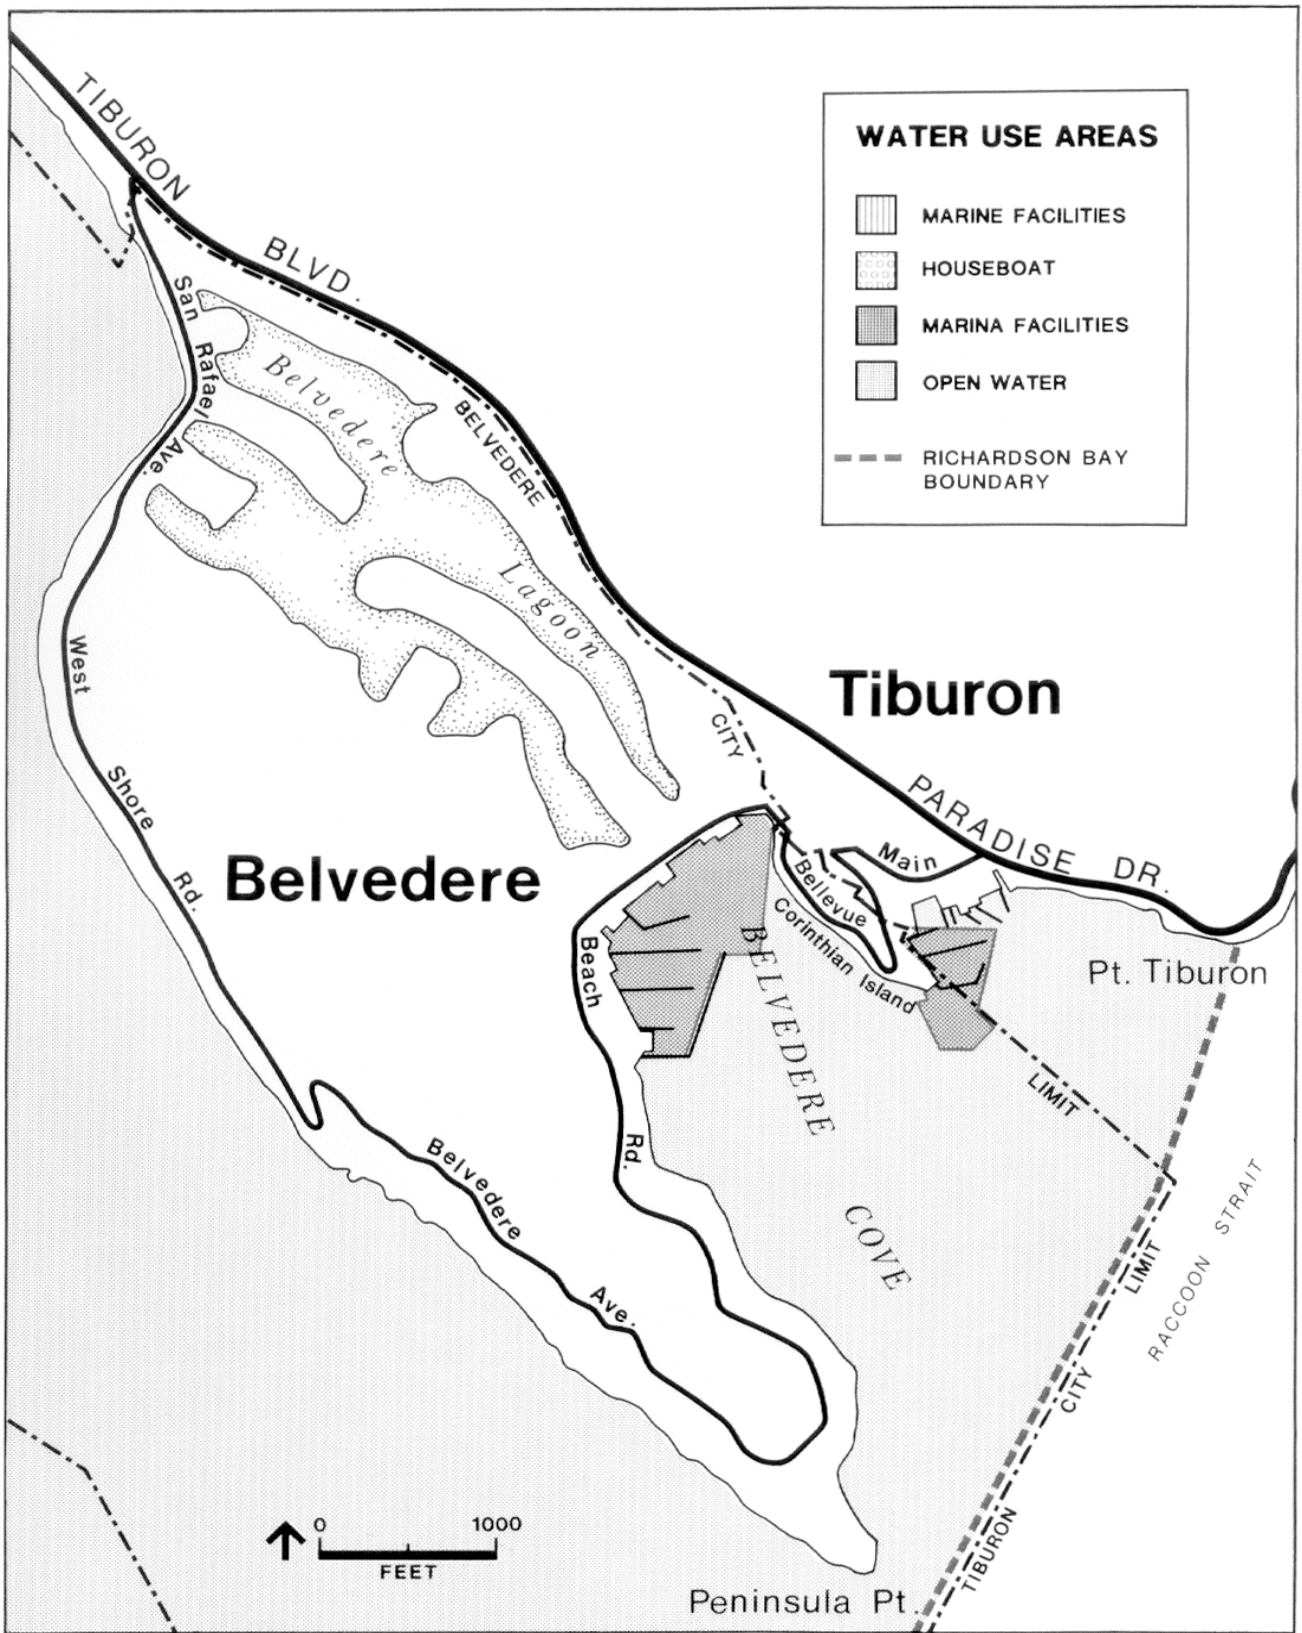 TIBURON
BLVD.
WATER USE AREAS
MARINE FACILITIES
HOUSEBOAT
MARINA FACILITIES
OPEN WATER
RICHARDSON BAY
BOUNDARY
San Rafael Ave.
Belvedere
Lagoon
BELVEDERE
CITY
West
Shore
Rd.
Tiburon
PARADISE DR.
Main
Belvedere
Bellevue
Corinthian Island
Beach
Rd.
BELVEDERE
COVE
Pt. Tiburon
LIMIT
Belvedere
Ave.
RACCOON STRAIT
LIMIT
CITY
TIBURON
0 1000
FEET
Peninsula Pt.